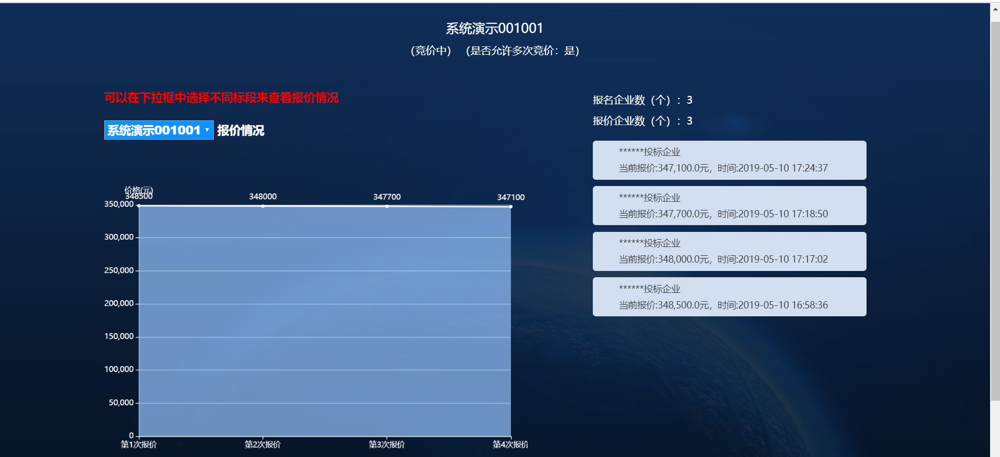 系统演示001001
（竞价中） （是否允许多次竞价：是）
可以在下拉框中选择不同标段来查看报价情况
系统演示001001 报价情况
价格(元)
348500
348000
347700
347100
350,000
300,000
250,000
200,000
150,000
100,000
50,000
0
第1次报价
第2次报价
第3次报价
第4次报价
报名企业数（个）：3
报价企业数（个）：3
******投标企业
当前报价:347,100.0元，时间:2019-05-10 17:24:37
******投标企业
当前报价:347,700.0元，时间:2019-05-10 17:18:50
******投标企业
当前报价:348,000.0元，时间:2019-05-10 17:17:02
******投标企业
当前报价:348,500.0元，时间:2019-05-10 16:58:36